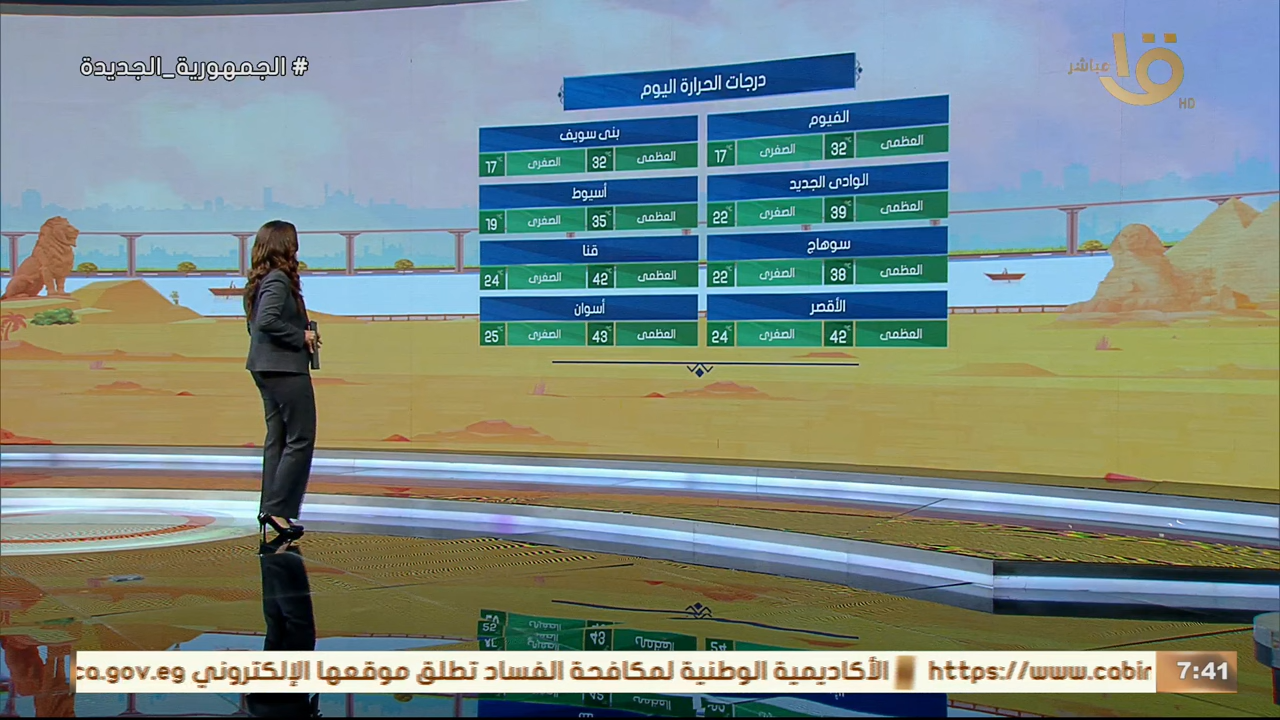 #الجمهورية_الجديدة
مباشر
HD
درجات الحرارة اليوم
الفيوم
العظمى 32°C الصغرى 17°C
بنى سويف
العظمى 32°C الصغرى 17°C
الوادى الجديد
العظمى 39°C الصغرى 22°C
أسيوط
العظمى 35°C الصغرى 19°C
سوهاج
العظمى 38°C الصغرى 22°C
قنا
العظمى 42°C الصغرى 24°C
الأقصر
العظمى 42°C الصغرى 24°C
أسوان
العظمى 43°C الصغرى 25°C
https://www.cabir الأكاديمية الوطنية لمكافحة الفساد تطلق موقعها الإلكتروني ca.gov.eg
7:41